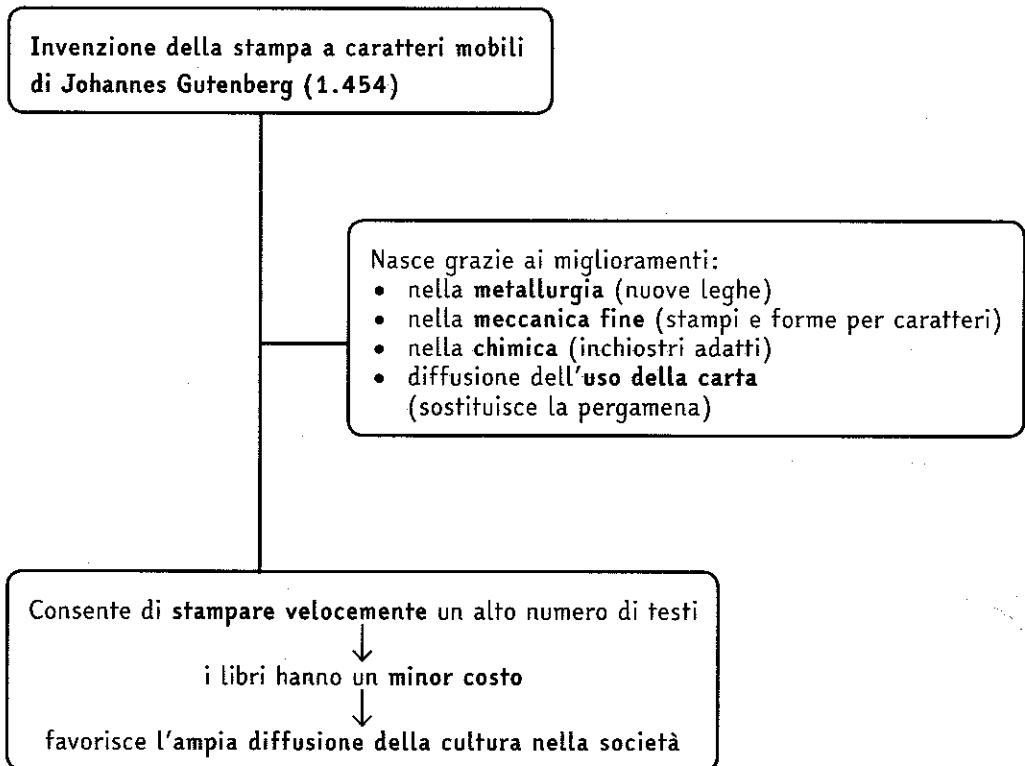 Invenzione della stampa a caratteri mobili
di Johannes Gutenberg (1.454)
Nasce grazie ai miglioramenti:
• nella metallurgia (nuove leghe)
• nella meccanica fine (stampi e forme per caratteri)
• nella chimica (inchiostri adatti)
• diffusione dell'uso della carta
(sostituisce la pergamena)
Consente di stampare velocemente un alto numero di testi
↓
i libri hanno un minor costo
↓
favorisce l'ampia diffusione della cultura nella società